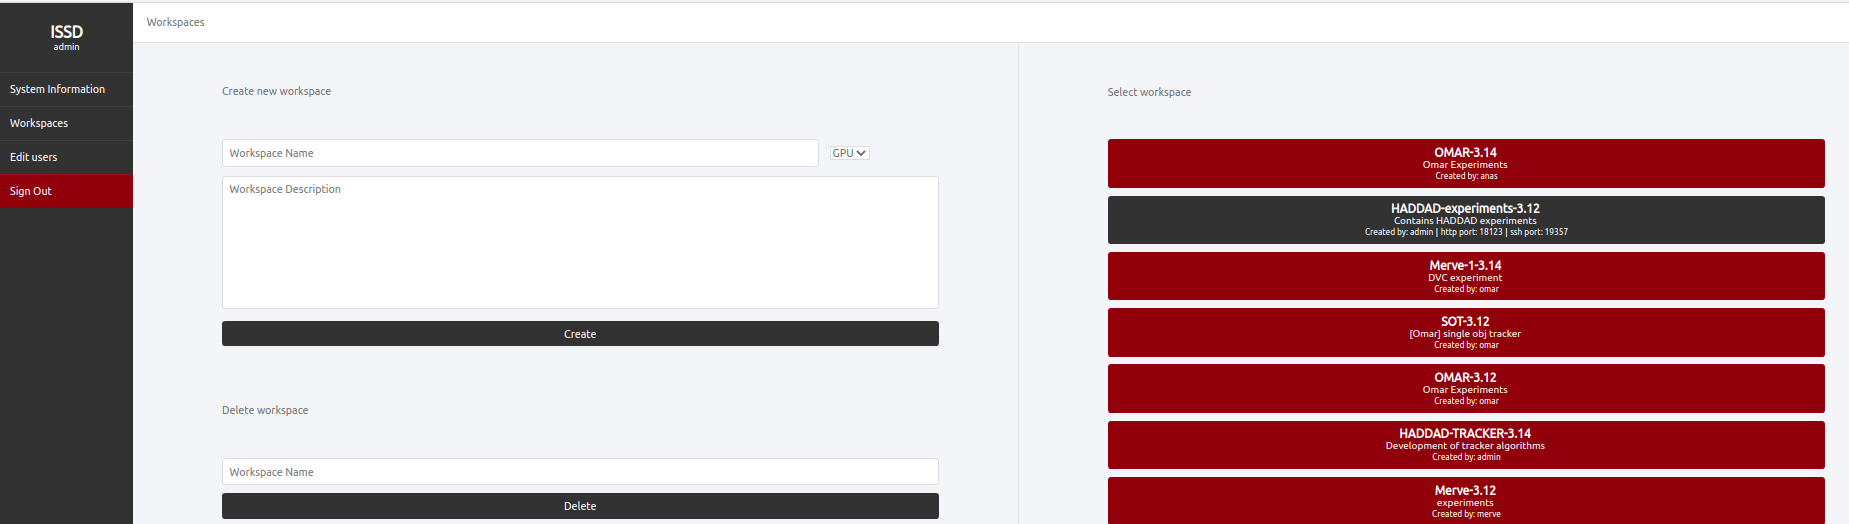 ISSD
admin
System Information
Workspaces
Edit users
Sign Out
Workspaces
Create new workspace
Workspace Name
GPU
Workspace Description
Create
Delete workspace
Workspace Name
Delete
Select workspace
OMAR-3.14
Omar Experiments
Created by: anas
HADDAD-experiments-3.12
Contains HADDAD experiments
Created by: admin | http port: 18123 | ssh port: 19357
Merve-1-3.14
DVC experiment
Created by: omar
SOT-3.12
[Omar] single obj tracker
Created by: omar
OMAR-3.12
Omar Experiments
Created by: omar
HADDAD-TRACKER-3.14
Development of tracker algorithms
Created by: admin
Merve-3.12
experiments
Created by: merve